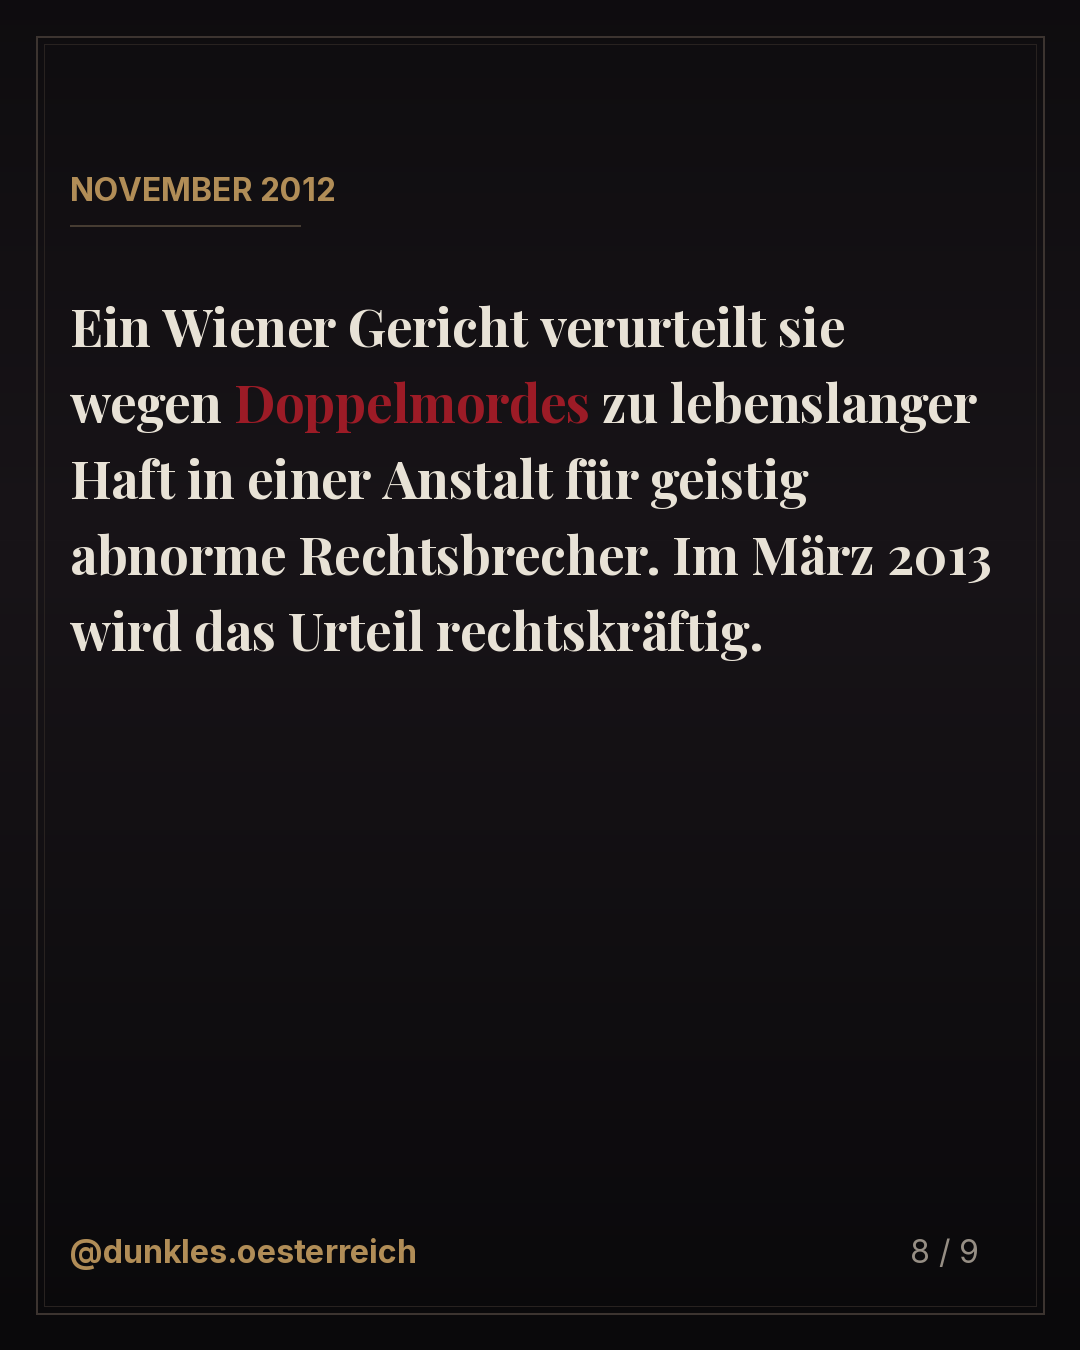 NOVEMBER 2012
Ein Wiener Gericht verurteilt sie
wegen Doppelmordes zu lebenslanger
Haft in einer Anstalt für geistig
abnorme Rechtsbrecher. Im März 2013
wird das Urteil rechtskräftig.
@dunkles.oesterreich
8 / 9